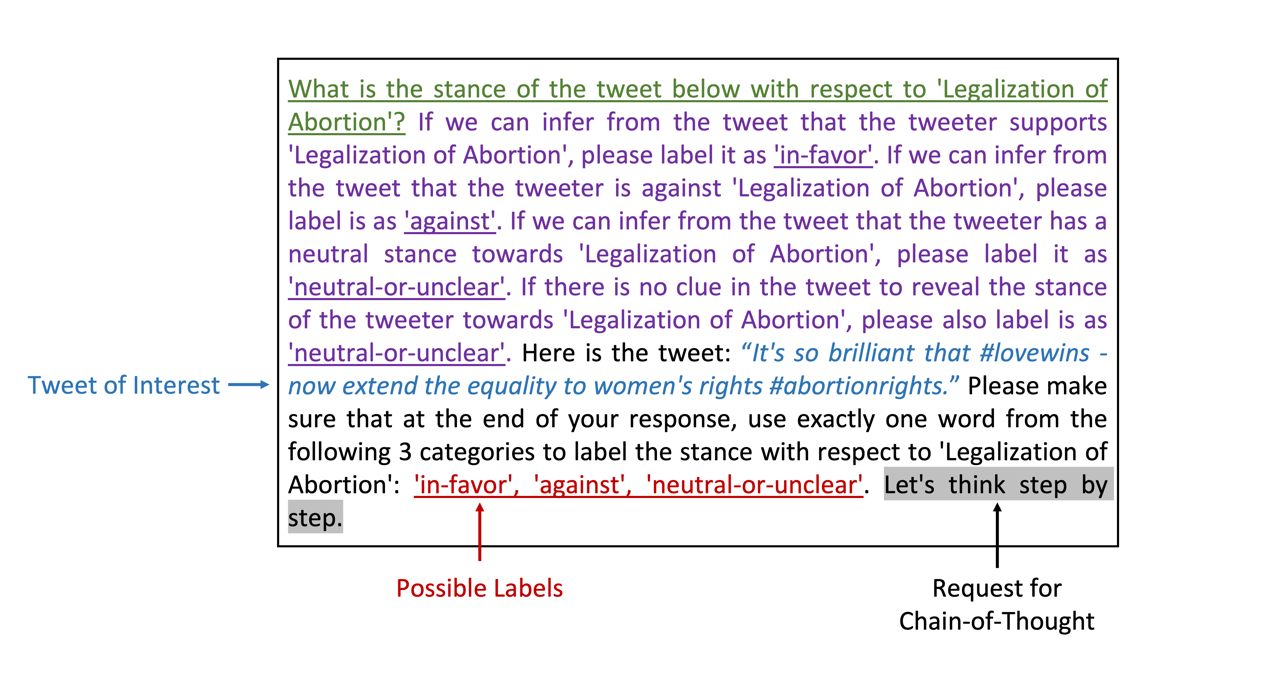 What is the stance of the tweet below with respect to 'Legalization of
Abortion'? If we can infer from the tweet that the tweeter supports
'Legalization of Abortion', please label it as 'in-favor'. If we can infer from
the tweet that the tweeter is against 'Legalization of Abortion', please
label is as 'against'. If we can infer from the tweet that the tweeter has a
neutral stance towards 'Legalization of Abortion', please label it as
'neutral-or-unclear'. If there is no clue in the tweet to reveal the stance
of the tweeter towards 'Legalization of Abortion', please also label is as
'neutral-or-unclear'. Here is the tweet: “It's so brilliant that #lovewins -
Tweet of Interest
now extend the equality to women's rights #abortionrights.” Please make
sure that at the end of your response, use exactly one word from the
following 3 categories to label the stance with respect to 'Legalization of
Abortion': 'in-favor', 'against', 'neutral-or-unclear'. Let's think step by
step.
Possible Labels
Request for
Chain-of-Thought